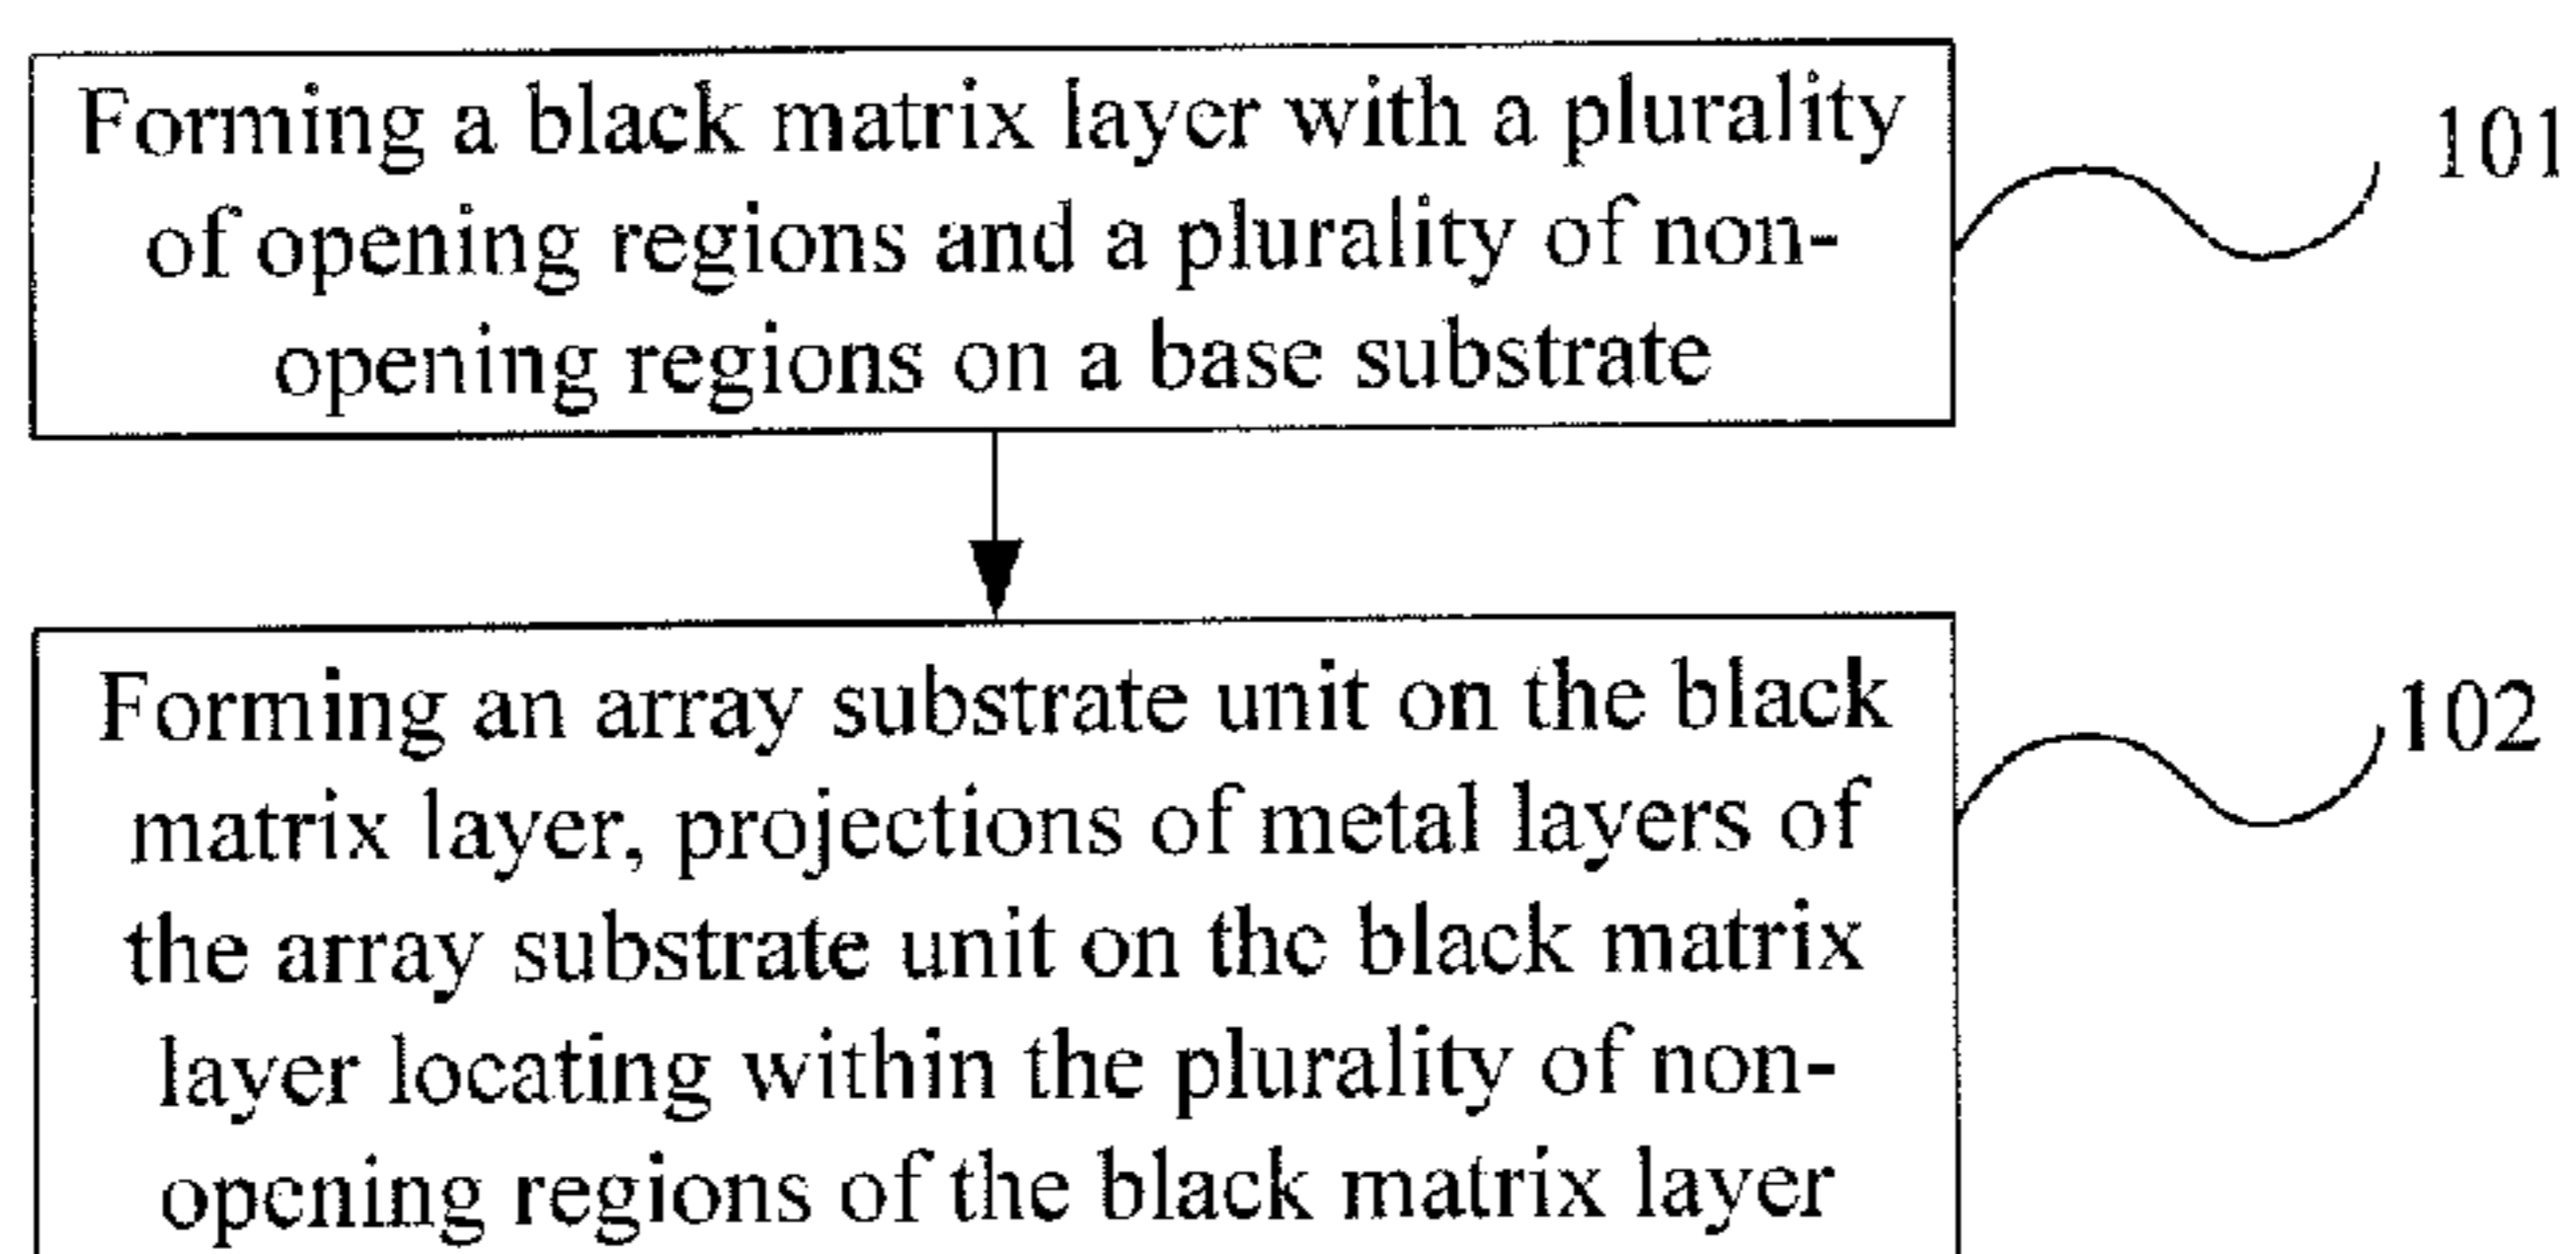 Forming a black matrix layer with a plurality
of opening regions and a plurality of non-
opening regions on a base substrate
101
Forming an array substrate unit on the black
matrix layer, projections of metal layers of
the array substrate unit on the black matrix
layer locating within the plurality of non-
opening regions of the black matrix layer
102